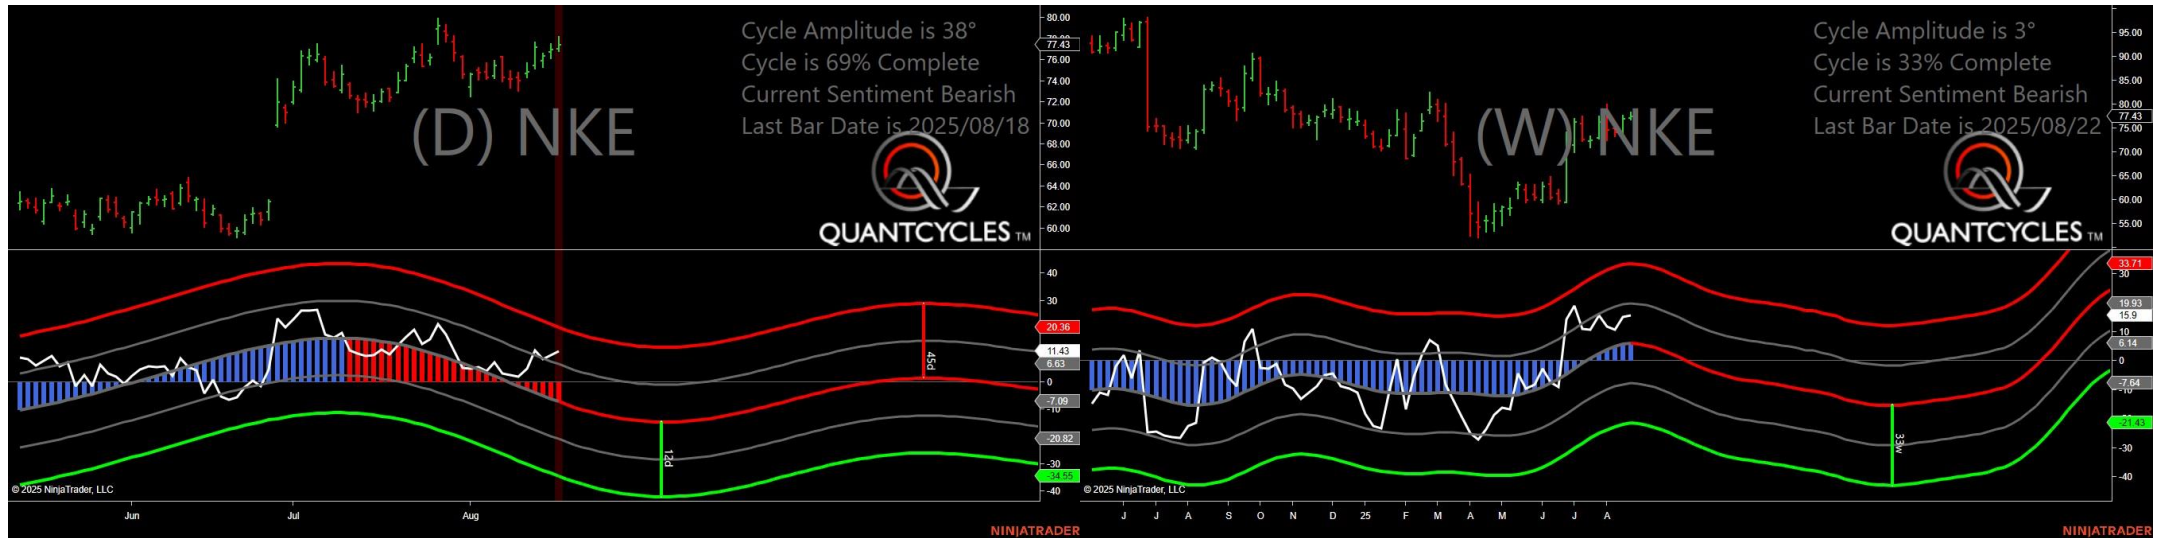 Cycle Amplitude is 38°
Cycle is 69% Complete
Current Sentiment Bearish
Last Bar Date is 2025/08/18
(D) NKE
QUANTCYCLES TM
80.00
77.43
76.00
74.00
72.00
70.00
68.00
66.00
64.00
62.00
60.00
40
30
20.36
11.43
6.63
0
-7.09
-10
-20.82
-30
-34.55
-40
45d
12d
© 2025 NinjaTrader, LLC
Jun
Jul
Aug
NINJATRADER
Cycle Amplitude is 3°
Cycle is 33% Complete
Current Sentiment Bearish
Last Bar Date is 2025/08/22
(W) NKE
QUANTCYCLES TM
95.00
90.00
85.00
80.00
77.43
75.00
70.00
65.00
60.00
55.00
33.71
30
19.93
15.9
10
6.14
0
-7.64
-10
-21.43
-30
-40
33w
© 2025 NinjaTrader, LLC
J
J
A
S
O
N
D
25
F
M
A
M
J
J
A
NINJATRADER